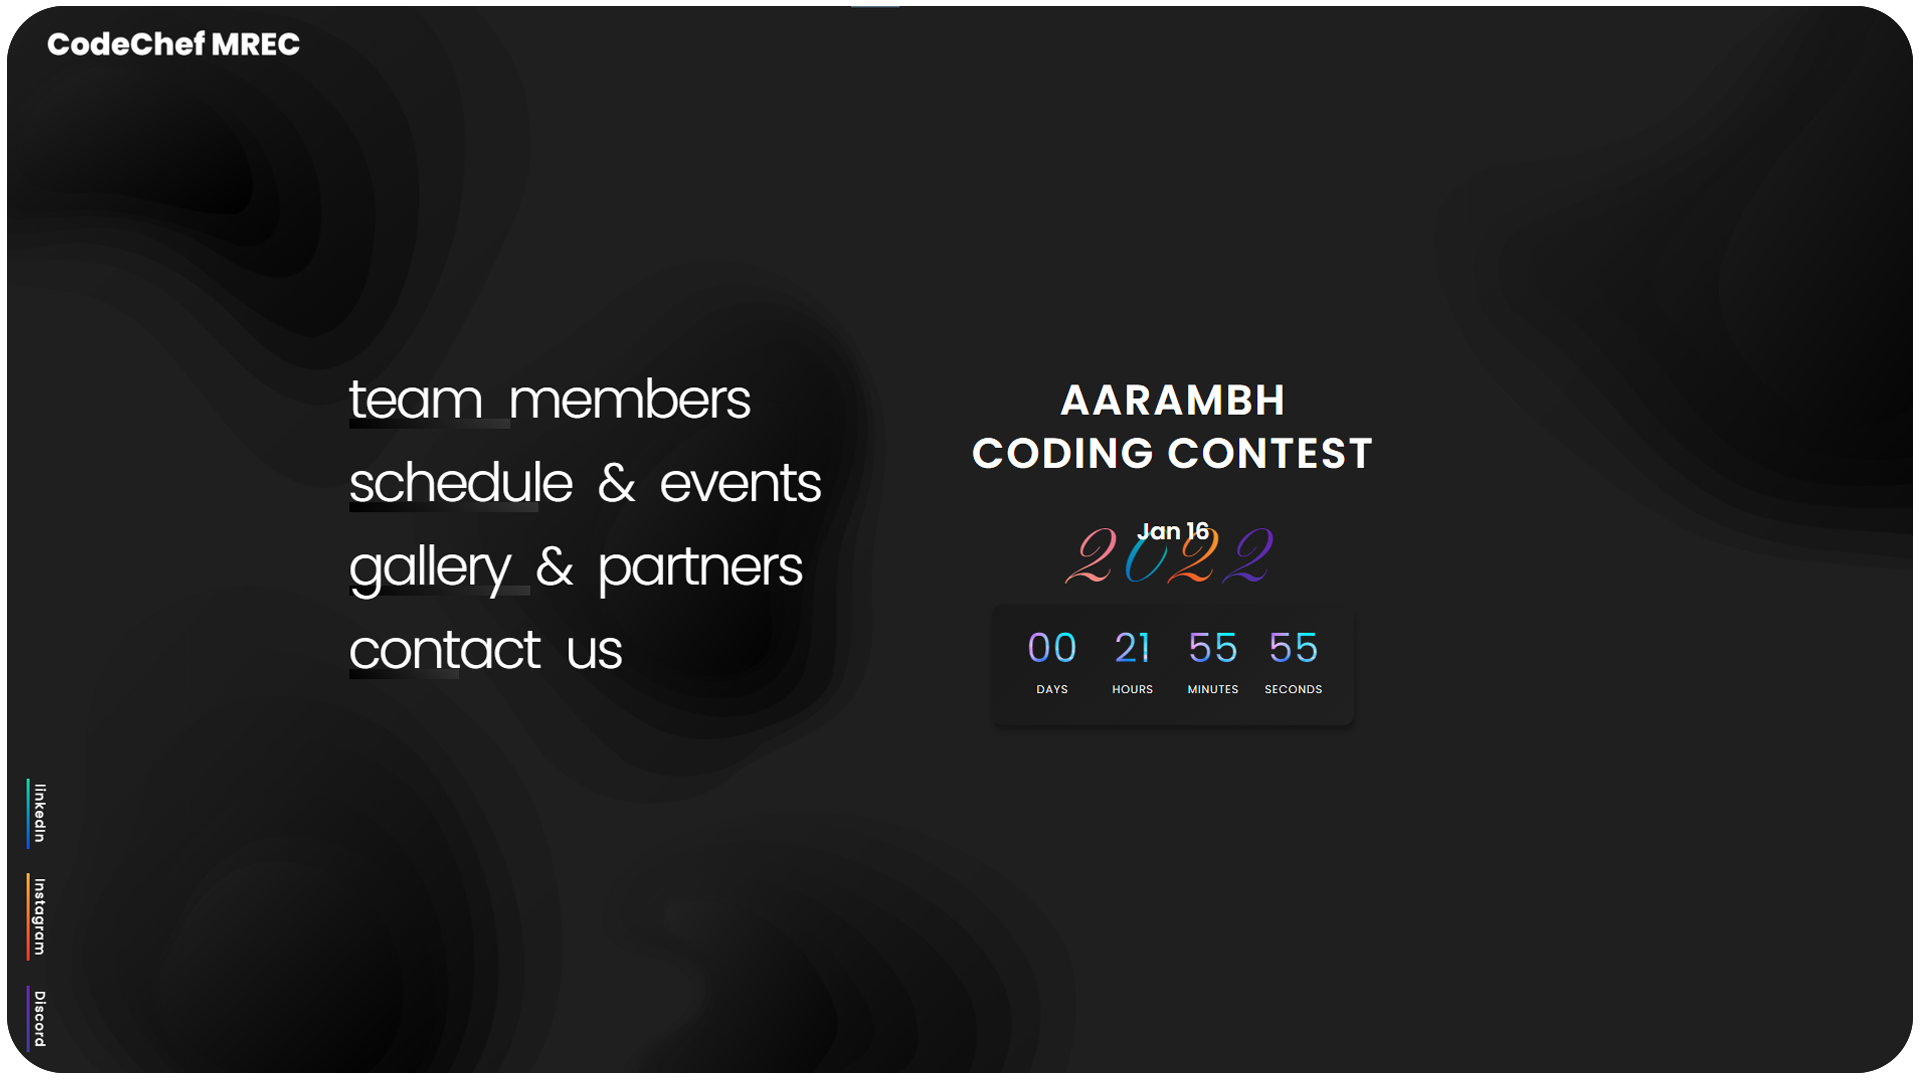 CodeChef MREC
team members
schedule & events
gallery & partners
contact us
AARAMBH
CODING CONTEST
Jan 16
2022
00 21 55 55
DAYS HOURS MINUTES SECONDS
linkedIn
Instagram
Discord